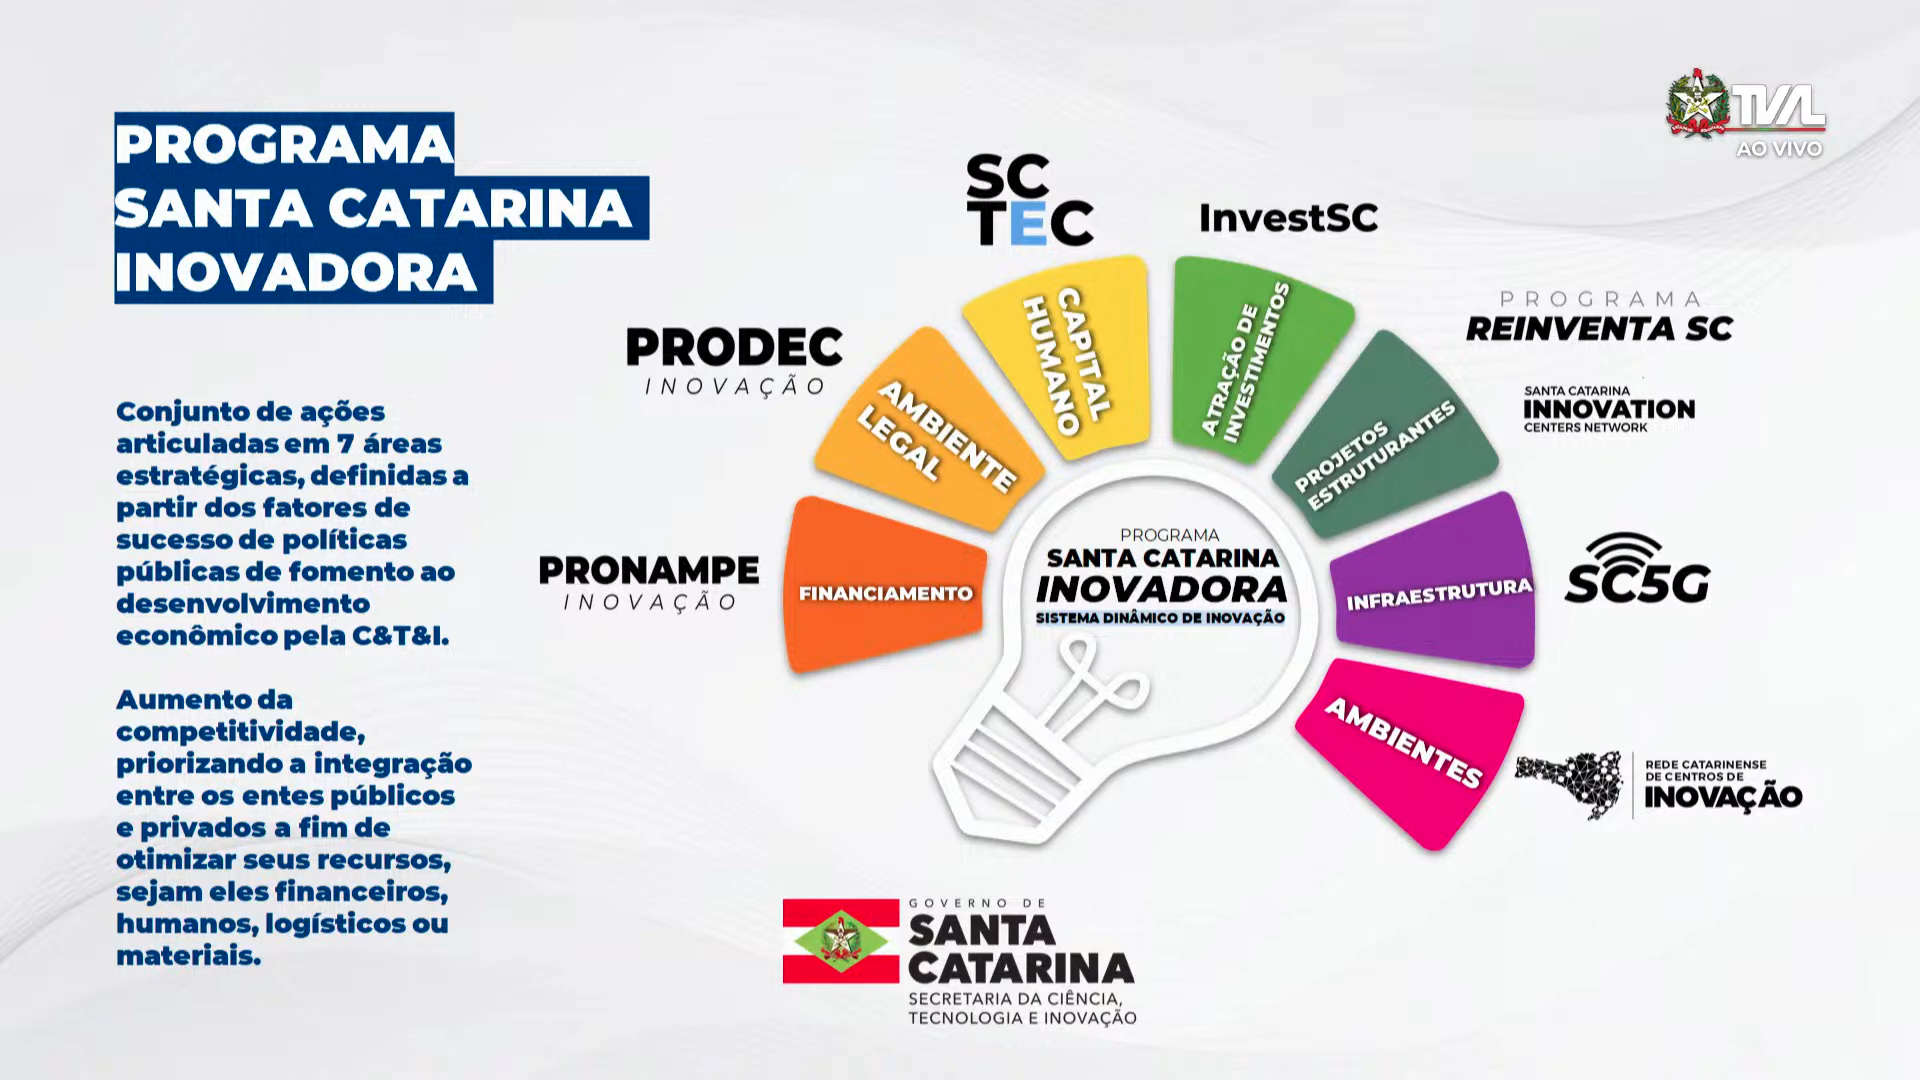 PROGRAMA
SANTA CATARINA
INOVADORA
Conjunto de ações
articuladas em 7 áreas
estratégicas, definidas a
partir dos fatores de
sucesso de políticas
públicas de fomento ao
desenvolvimento
econômico pela C&T&I.
Aumento da
competitividade,
priorizando a integração
entre os entes públicos
e privados a fim de
otimizar seus recursos,
sejam eles financeiros,
humanos, logísticos ou
materiais.
PRONAMPE
INOVAÇÃO
FINANCIAMENTO
PRODEC
INOVAÇÃO
AMBIENTE
LEGAL
SC
TEC
CAPITAL
HUMANO
InvestSC
ATRAÇÃO DE
INVESTIMENTOS
PROGRAMA
REINVENTA SC
SANTA CATARINA
INNOVATION
CENTERS NETWORK
PROJETOS
ESTRUTURANTES
SC5G
INFRAESTRUTURA
AMBIENTES
REDE CATARINENSE
DE CENTROS DE
INOVAÇÃO
PROGRAMA
SANTA CATARINA
INOVADORA
SISTEMA DINÂMICO DE INOVAÇÃO
GOVERNO DE
SANTA
CATARINA
SECRETARIA DA CIÊNCIA,
TECNOLOGIA E INOVAÇÃO
TVAL
AO VIVO